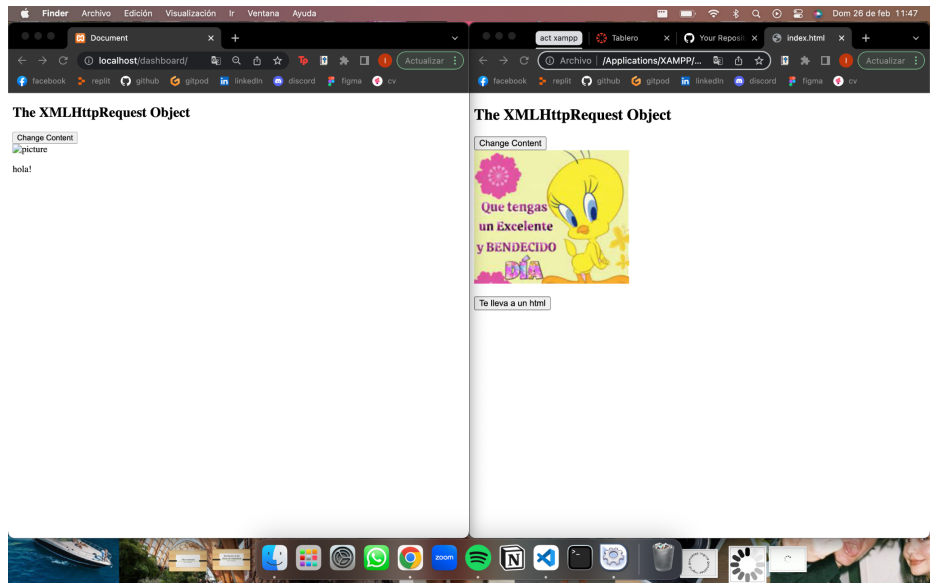 Finder Archivo Edición Visualización Ir Ventana Ayuda
Dom 26 de feb 11:47
Document
localhost/dashboard/
Actualizar
facebook replit github gitpod linkedin discord figma cv
The XMLHttpRequest Object
Change Content
picture
hola!
act xampp Tablero Your Reposit index.html
Archivo /Applications/XAMPP/...
Actualizar
facebook replit github gitpod linkedin discord figma cv
The XMLHttpRequest Object
Change Content
Que tengas
un Excelente
y BENDECIDO
DÍA
Te lleva a un html
zoom